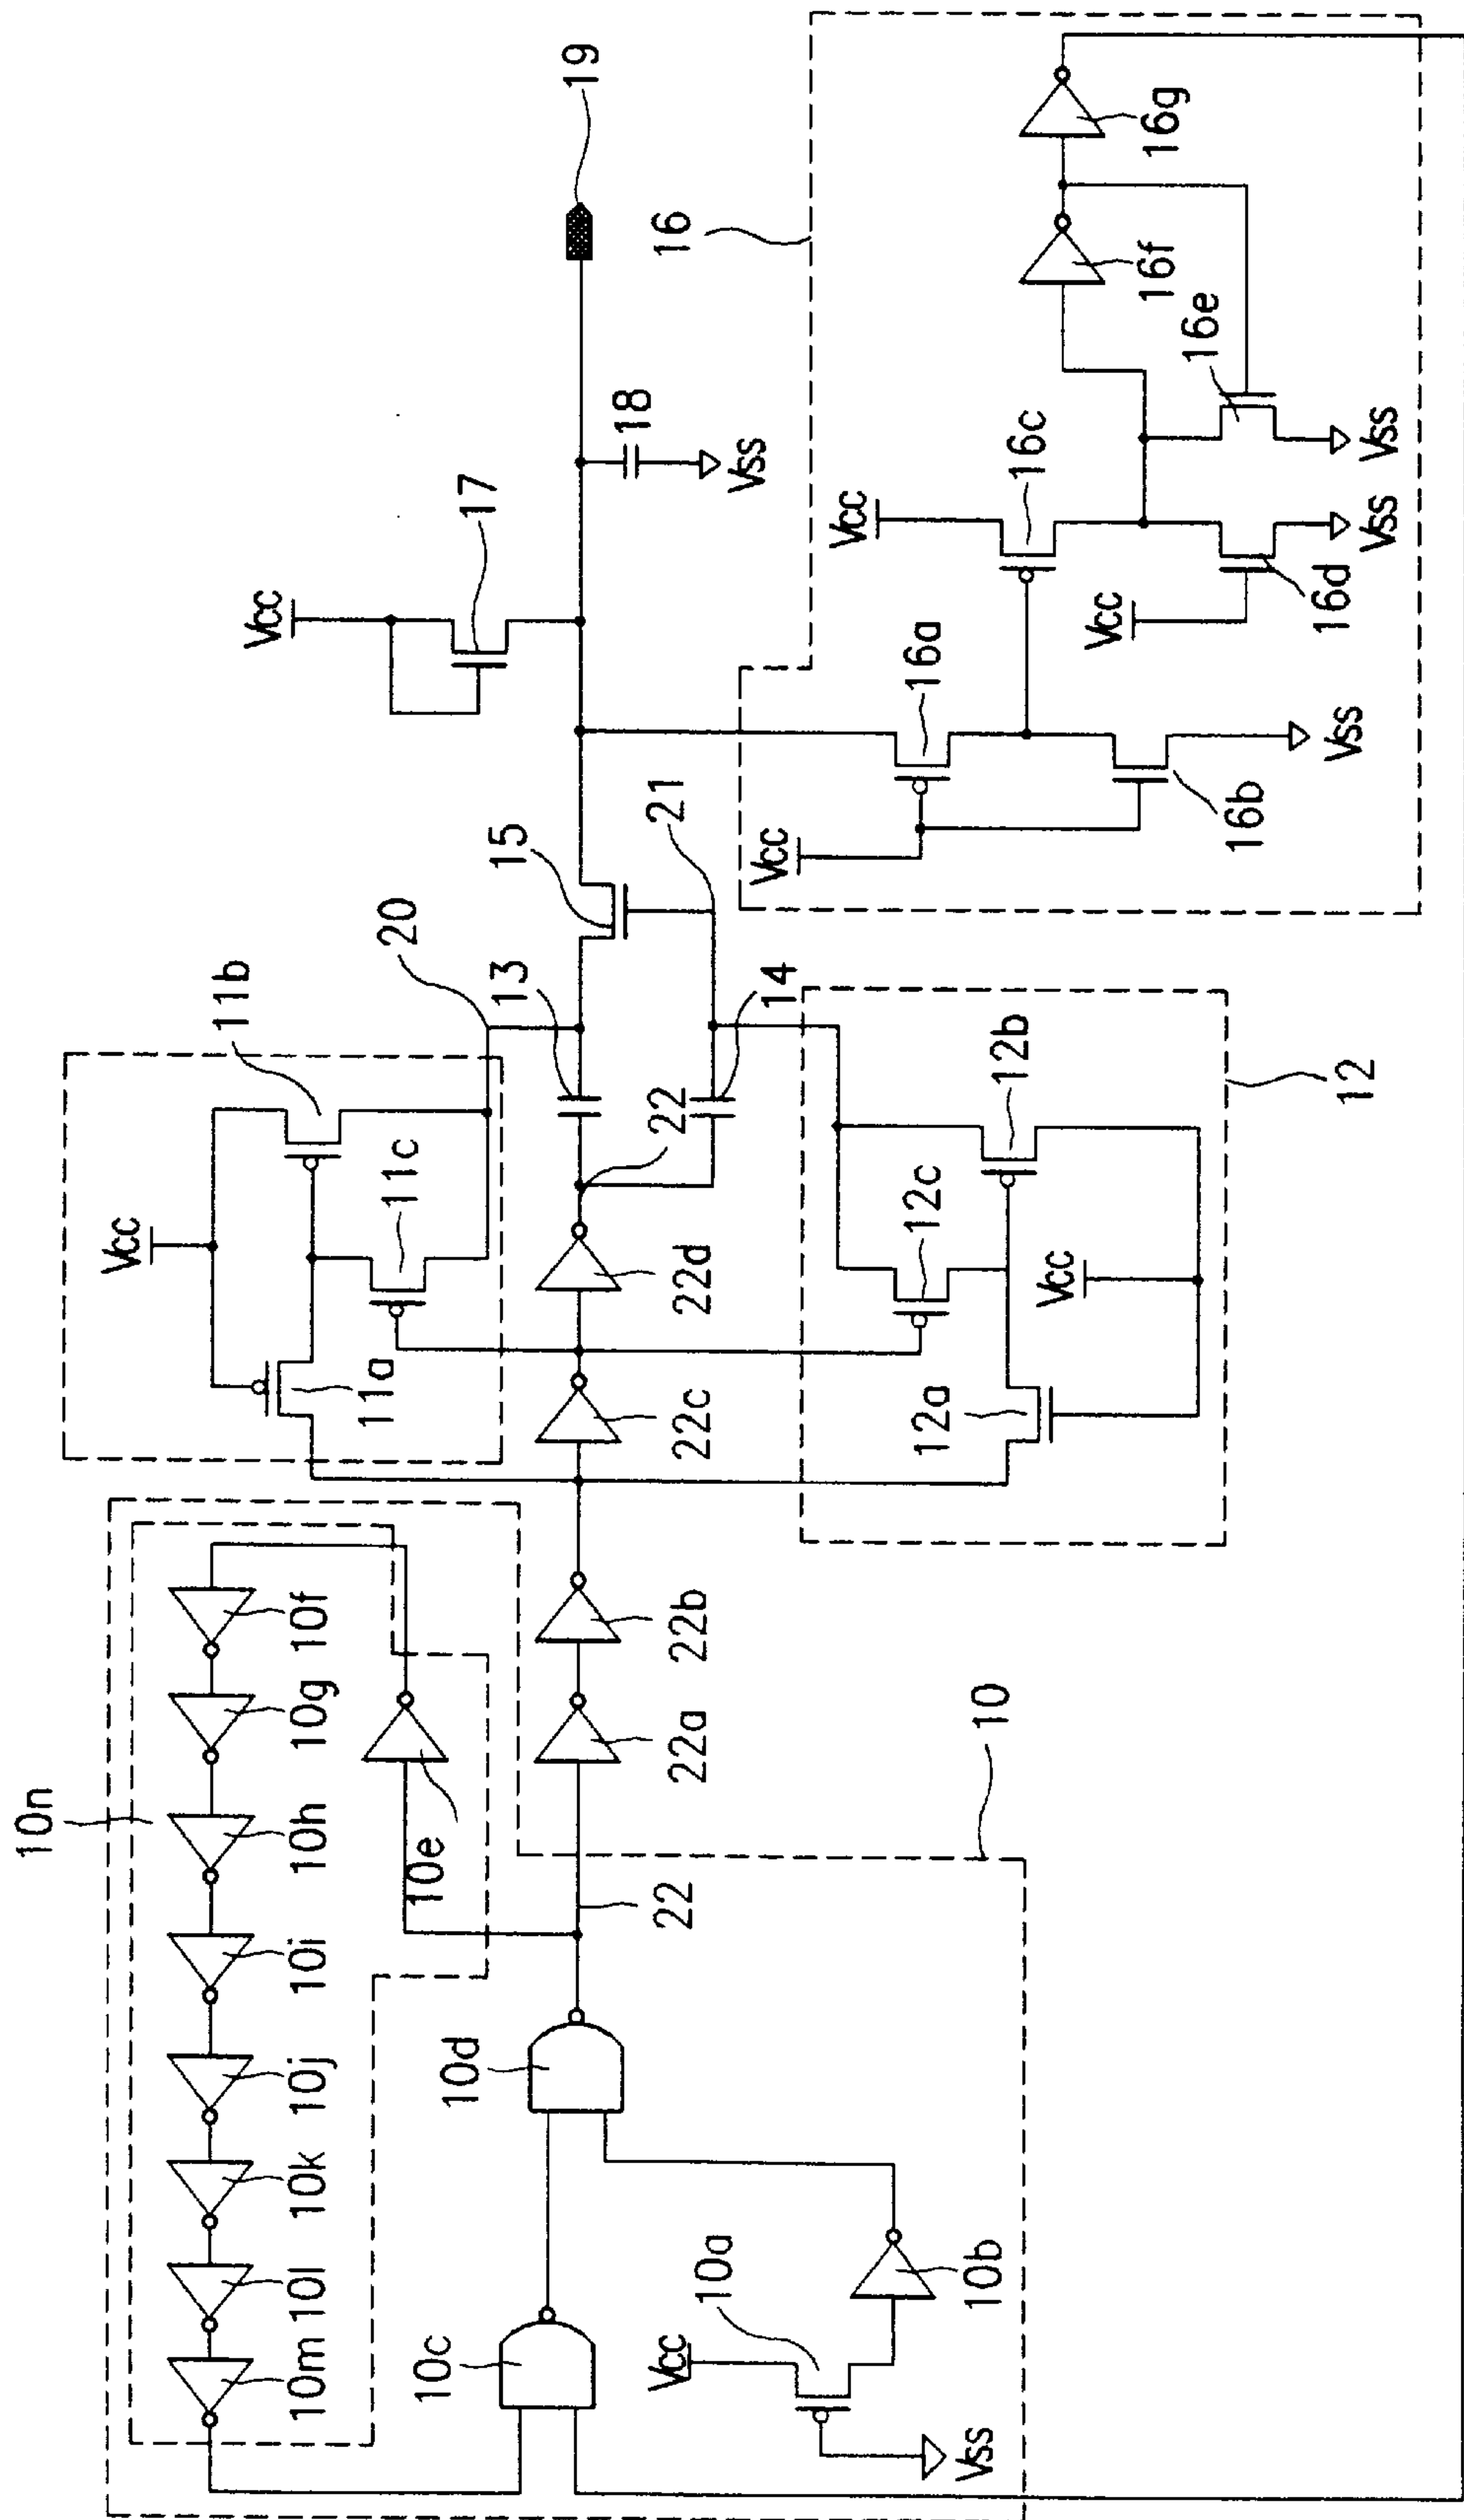 10n
10m
10l
10k
10j
10i
10h
10g
10f
10e
10c
10d
Vcc
10a
10b
Vss
22
10
22a
22b
22c
22d
Vcc
11a
11c
11b
20
13
22
14
15
21
12a
12c
12b
Vcc
12
Vcc
17
18
Vss
19
16
Vcc
16a
16b
Vss
Vcc
16c
Vcc
16d
Vss
16e
Vss
16f
16g